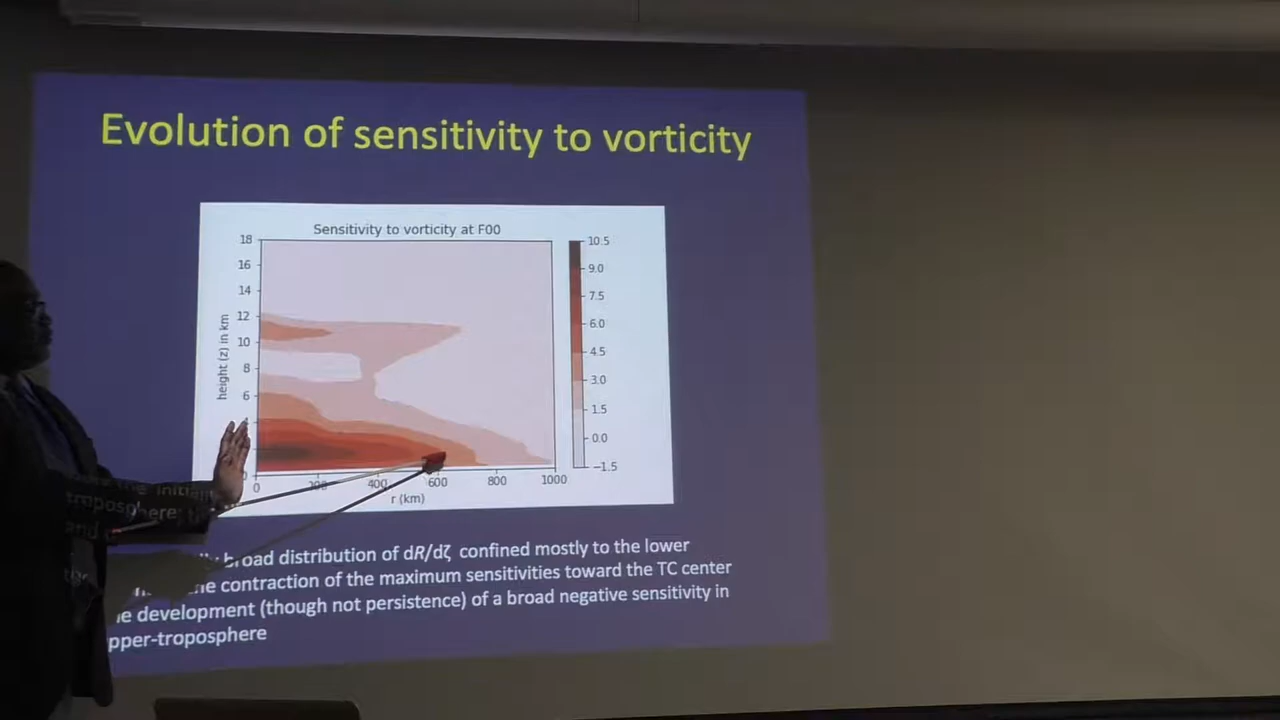 Evolution of sensitivity to vorticity
Sensitivity to vorticity at F00
18
16
14
12
10
8
6
4
0
height (z) in km
0 200 400 600 800 1000
r (km)
10.5
9.0
7.5
6.0
4.5
3.0
1.5
0.0
−1.5
broad distribution of dR/dζ confined mostly to the lower
contraction of the maximum sensitivities toward the TC center
development (though not persistence) of a broad negative sensitivity in
pper-troposphere